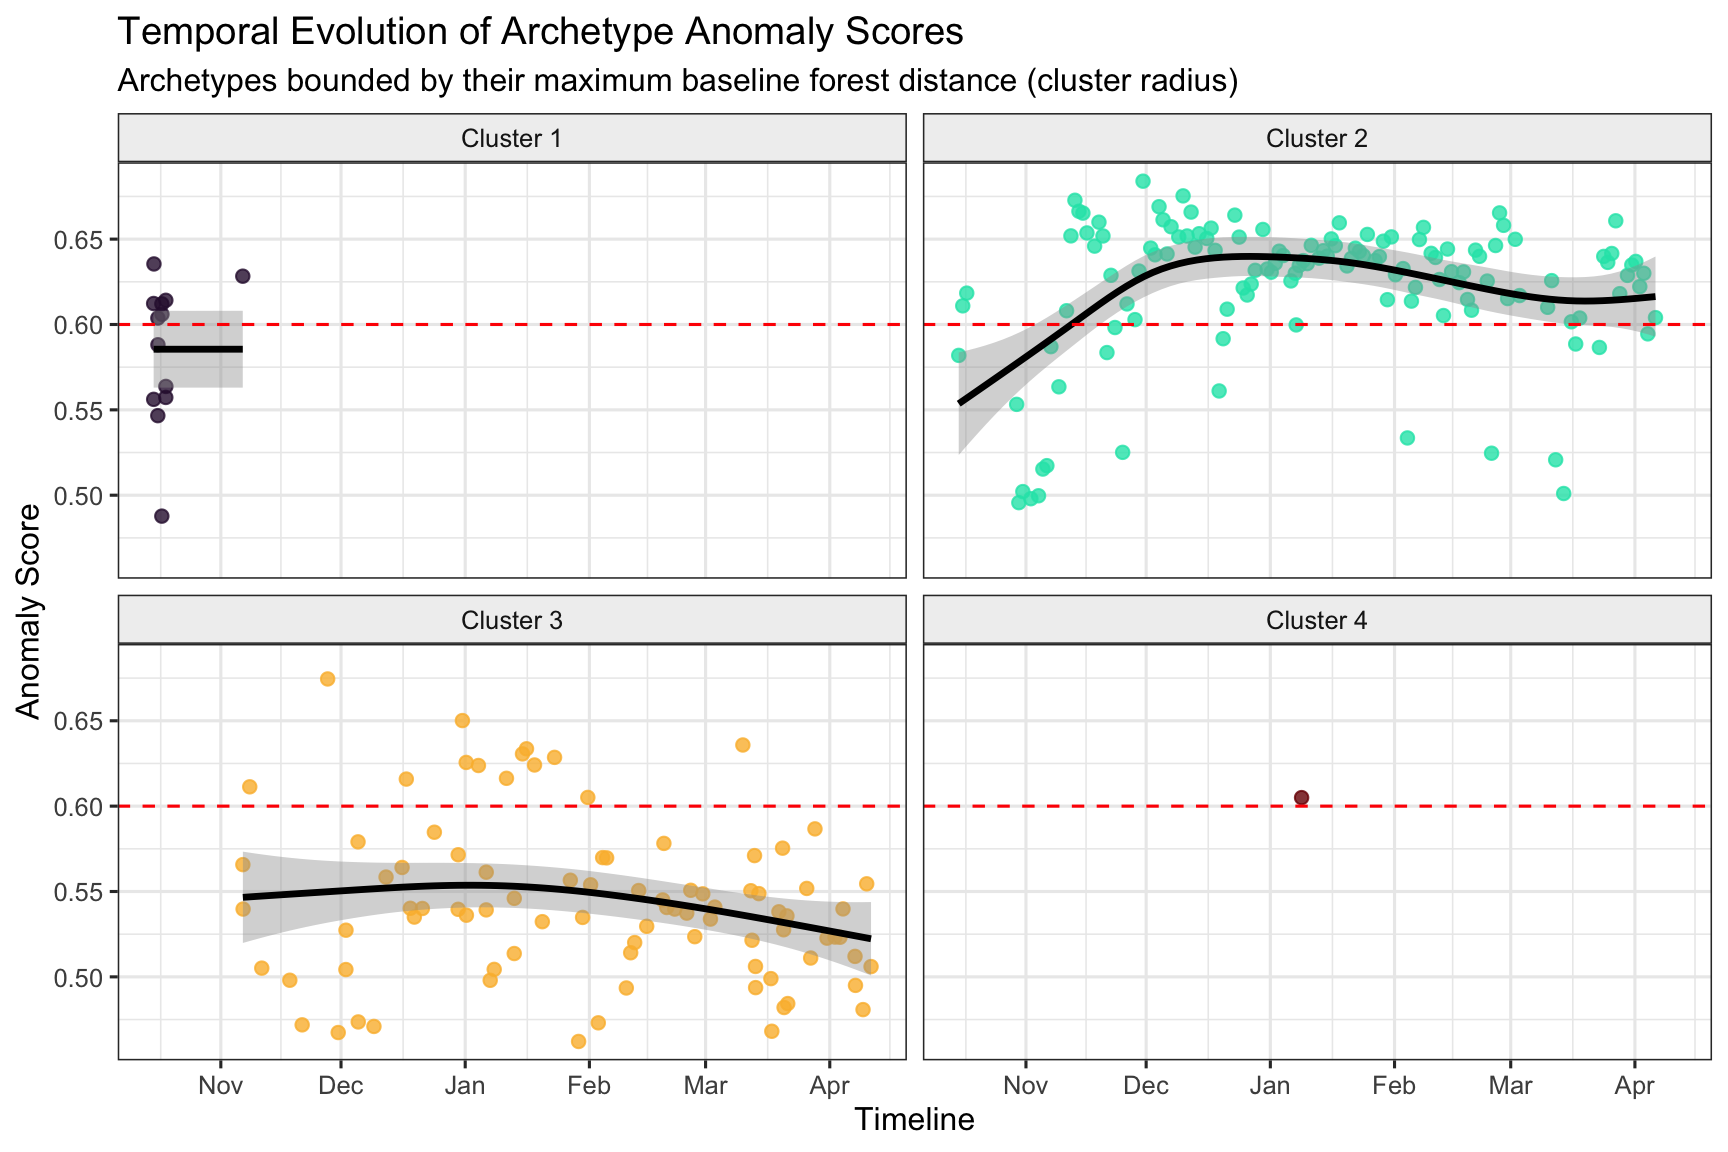 Temporal Evolution of Archetype Anomaly Scores
Archetypes bounded by their maximum baseline forest distance (cluster radius)
Cluster 1
Cluster 2
0.65
0.60
0.55
0.50
Anomaly Score
Cluster 3
Cluster 4
0.65
0.60
0.55
0.50
Nov Dec Jan Feb Mar Apr
Nov Dec Jan Feb Mar Apr
Timeline